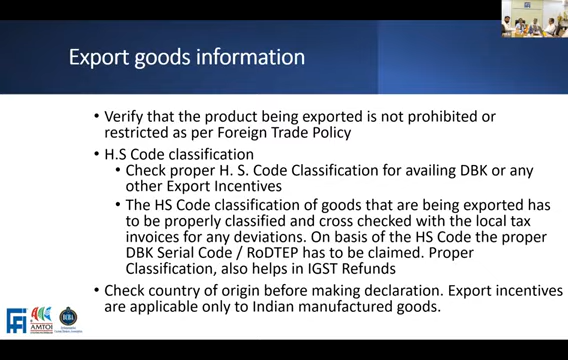 Export goods information
• Verify that the product being exported is not prohibited or
restricted as per Foreign Trade Policy
• H.S Code classification
• Check proper H. S. Code Classification for availing DBK or any
other Export Incentives
• The HS Code classification of goods that are being exported has
to be properly classified and cross checked with the local tax
invoices for any deviations. On basis of the HS Code the proper
DBK Serial Code / RoDTEP has to be claimed. Proper
Classification, also helps in IGST Refunds
• Check country of origin before making declaration. Export incentives
are applicable only to Indian manufactured goods.
AMTOI